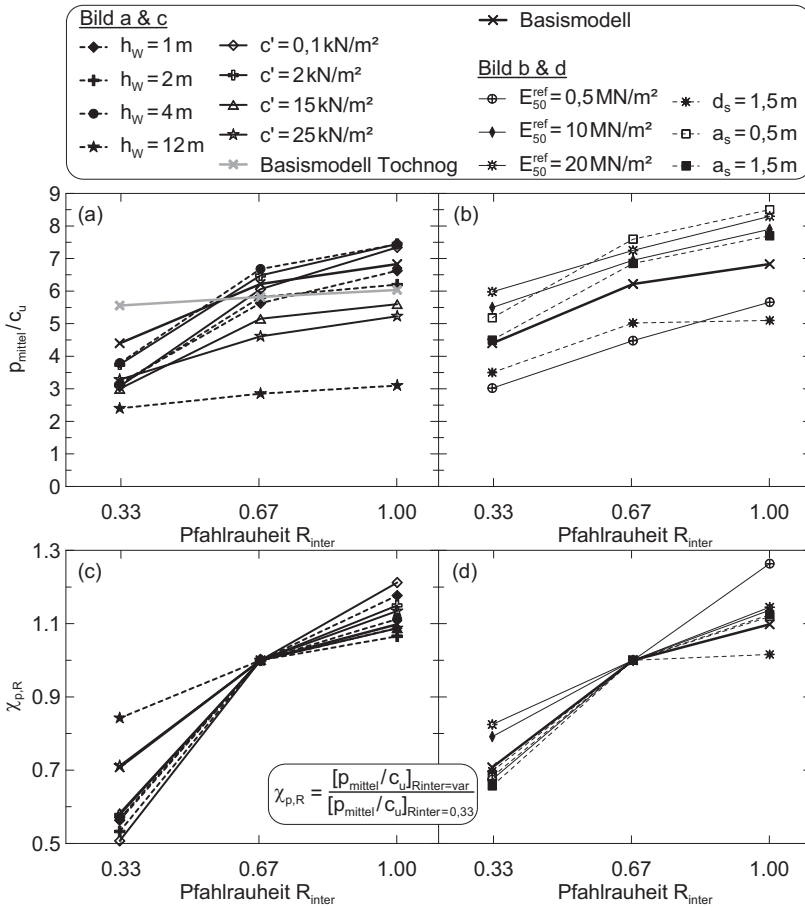 Bild a & c
h_W = 1 m
h_W = 2 m
h_W = 4 m
h_W = 12 m
c' = 0,1 kN/m²
c' = 2 kN/m²
c' = 15 kN/m²
c' = 25 kN/m²
Basismodell Tochnog
Basismodell
Bild b & d
E_50^ref = 0,5 MN/m²
E_50^ref = 10 MN/m²
E_50^ref = 20 MN/m²
d_s = 1,5 m
a_s = 0,5 m
a_s = 1,5 m
(a)
p_mittel/c_u
9
8
7
6
5
4
3
2
1
0
0.33 0.67 1.00
Pfahlrauheit R_inter
(b)
0.33 0.67 1.00
Pfahlrauheit R_inter
(c)
χ_p,R
1.3
1.1
0.9
0.7
0.5
0.33 0.67 1.00
Pfahlrauheit R_inter
(d)
0.33 0.67 1.00
Pfahlrauheit R_inter
χ_p,R = [p_mittel/c_u]_Rinter=var / [p_mittel/c_u]_Rinter=0,33